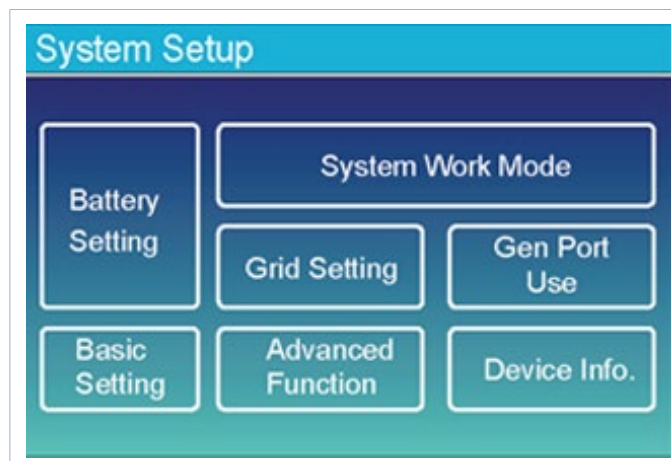 System Setup
Battery
Setting
System Work Mode
Grid Setting
Gen Port
Use
Basic
Setting
Advanced
Function
Device Info.